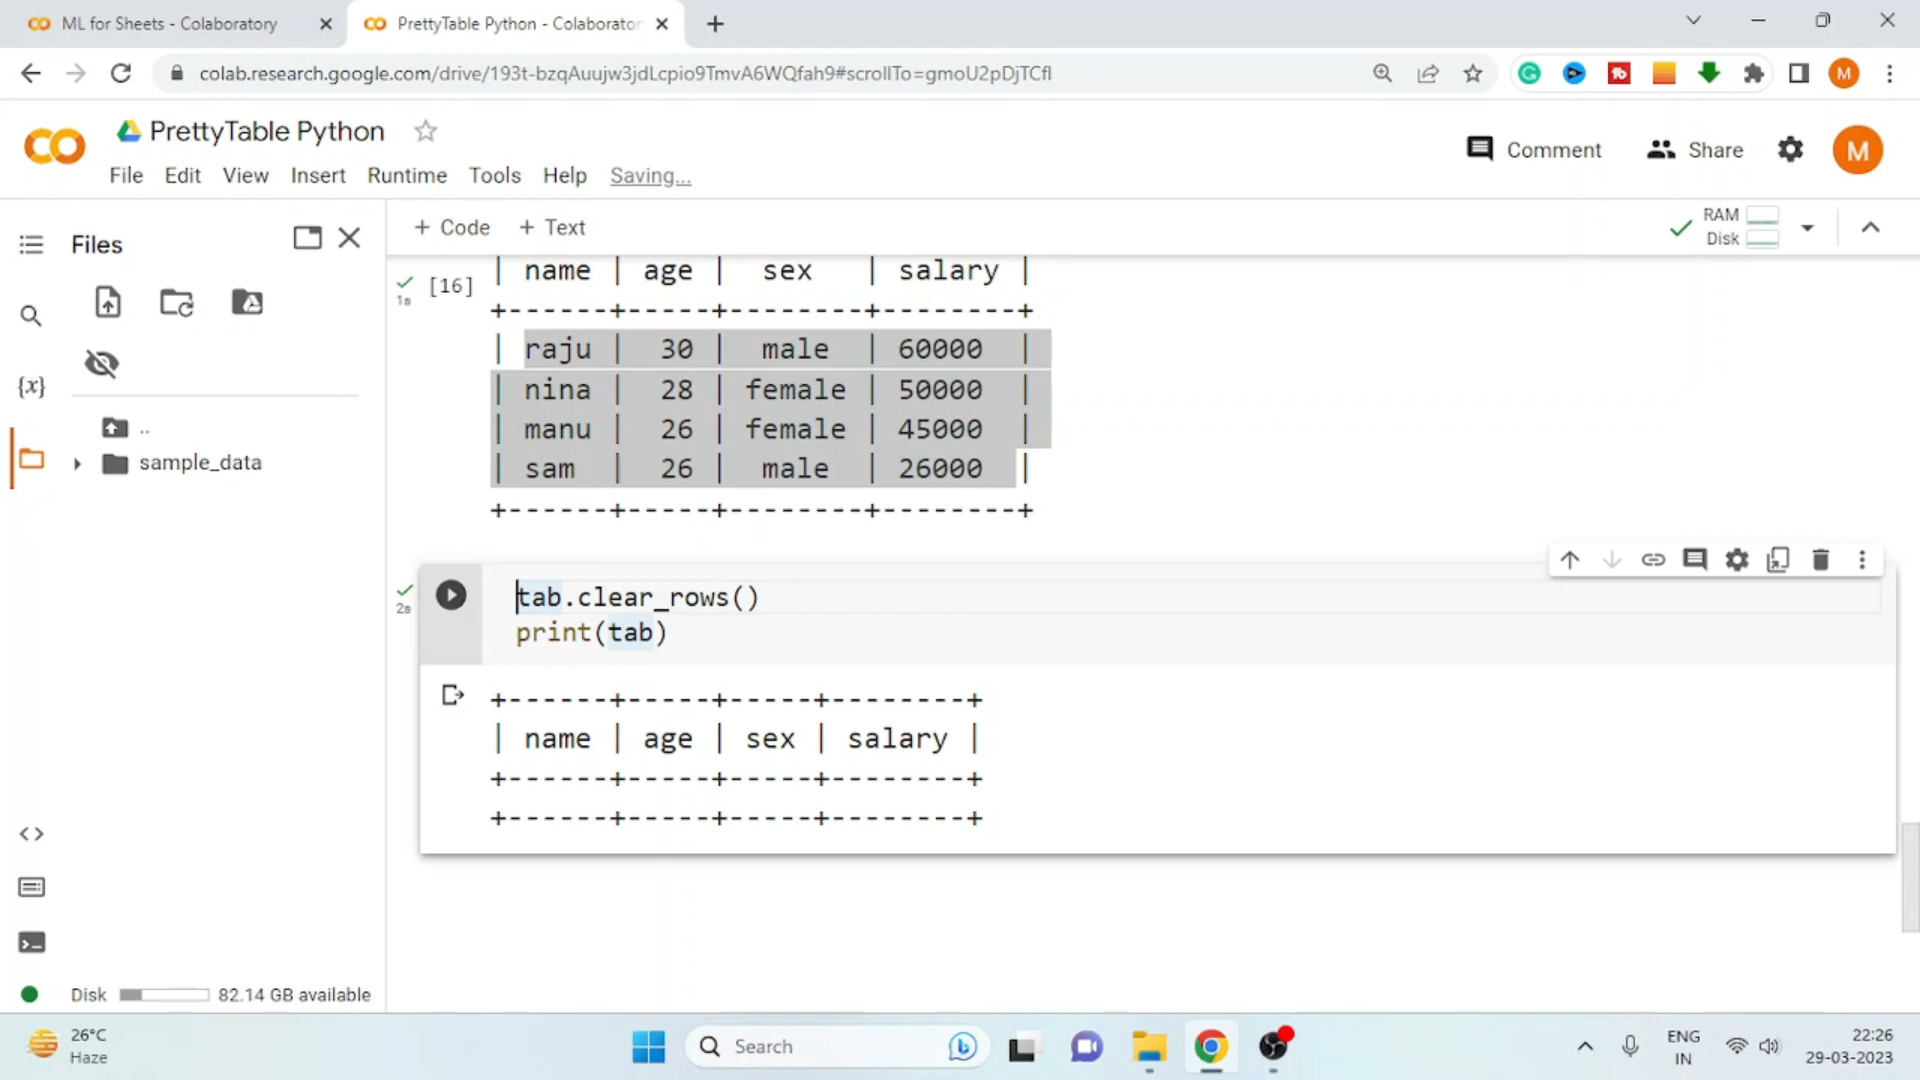 ML for Sheets - Colaboratory
PrettyTable Python - Colaborator
colab.research.google.com/drive/193t-bzqAuujw3jdLcpio9TmvA6WQfah9#scrollTo=gmoU2pDjTCfl
M
CO
PrettyTable Python
Comment
Share
M
File Edit View Insert Runtime Tools Help Saving...
Files
+ Code + Text
RAM
Disk
[16]
1s
| name | age | sex | salary |
+------+-----+--------+--------+
| raju | 30 | male | 60000 |
| nina | 28 | female | 50000 |
| manu | 26 | female | 45000 |
| sam | 26 | male | 26000 |
+------+-----+--------+--------+
{x}
..
sample_data
2s
tab.clear_rows()
print(tab)
+------+-----+-----+--------+
| name | age | sex | salary |
+------+-----+-----+--------+
+------+-----+-----+--------+
Disk 82.14 GB available
26°C
Haze
Search
ENG
IN
22:26
29-03-2023